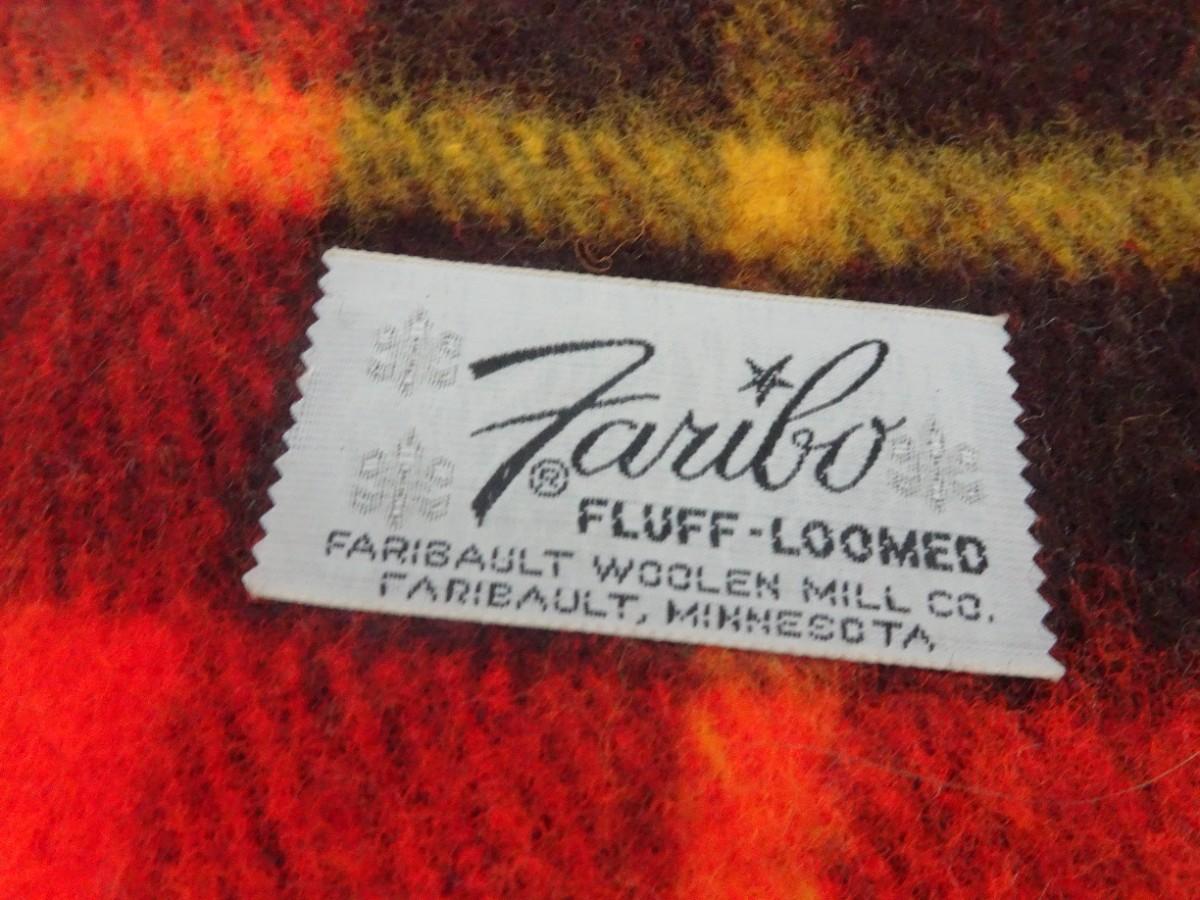 Faribo
®
FLUFF-LOOMED
FARIBAULT WOOLEN MILL CO.
FARIBAULT, MINNESOTA